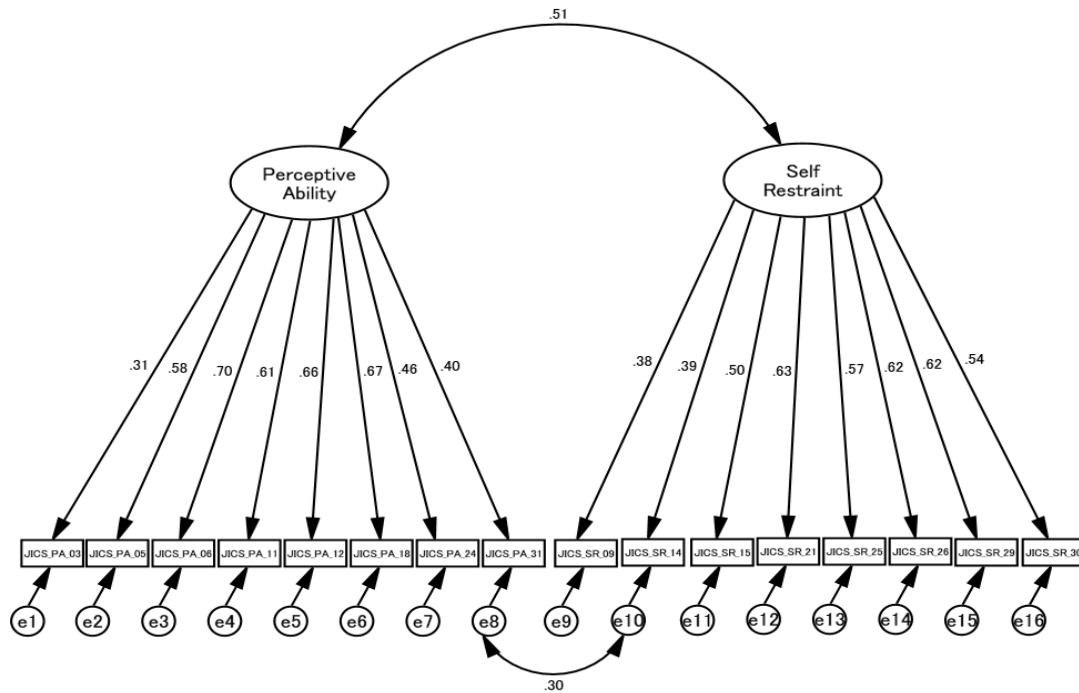 .51
Perceptive
Ability
Self
Restraint
.31
.58
.70
.61
.66
.67
.46
.40
.38
.39
.50
.63
.57
.62
.62
.54
JICS_PA_03
JICS_PA_05
JICS_PA_06
JICS_PA_11
JICS_PA_12
JICS_PA_18
JICS_PA_24
JICS_PA_31
JICS_SR_09
JICS_SR_14
JICS_SR_15
JICS_SR_21
JICS_SR_25
JICS_SR_26
JICS_SR_29
JICS_SR_30
e1
e2
e3
e4
e5
e6
e7
e8
e9
e10
e11
e12
e13
e14
e15
e16
.30